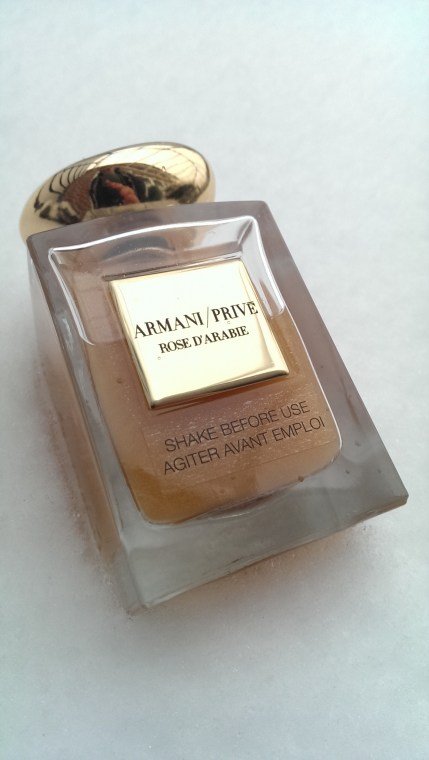 ARMANI/PRIVE
ROSE D'ARABIE
SHAKE BEFORE USE
AGITER AVANT EMPLOI